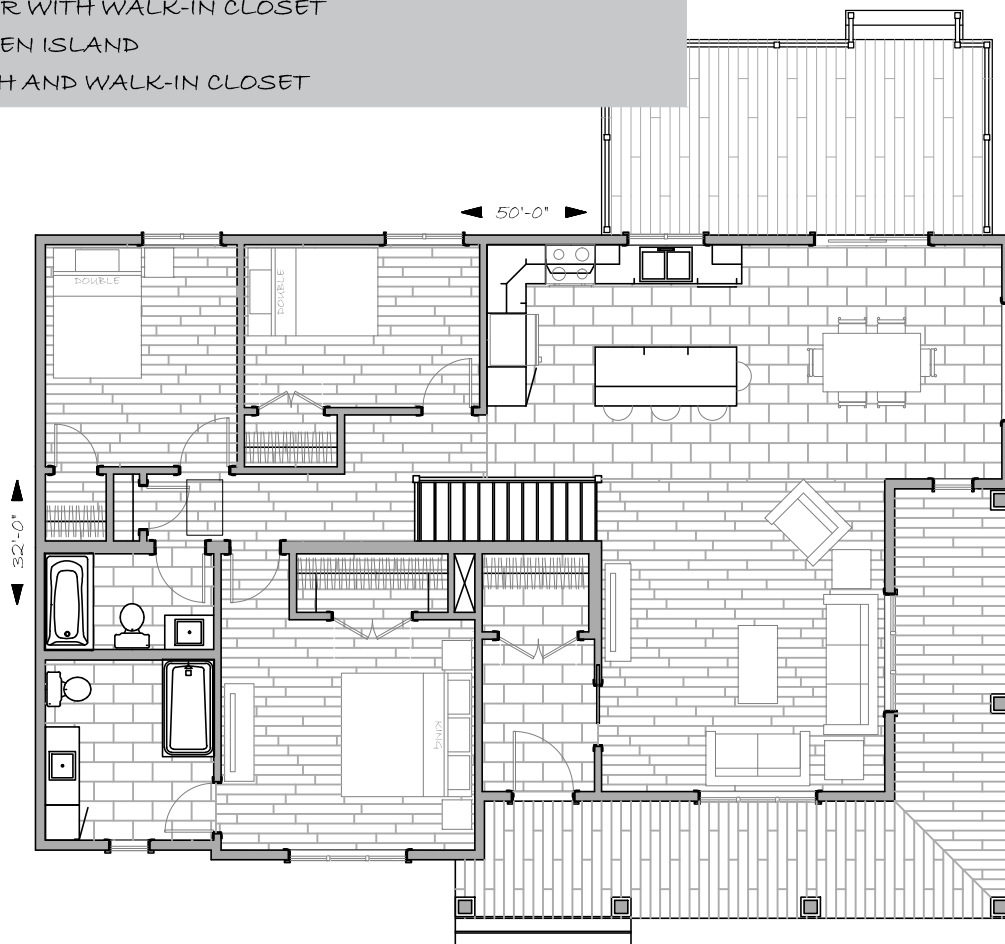 R WITH WALK-IN CLOSET
EN ISLAND
H AND WALK-IN CLOSET
50'-0"
DOUBLE
DOUBLE
32'-0"
KING